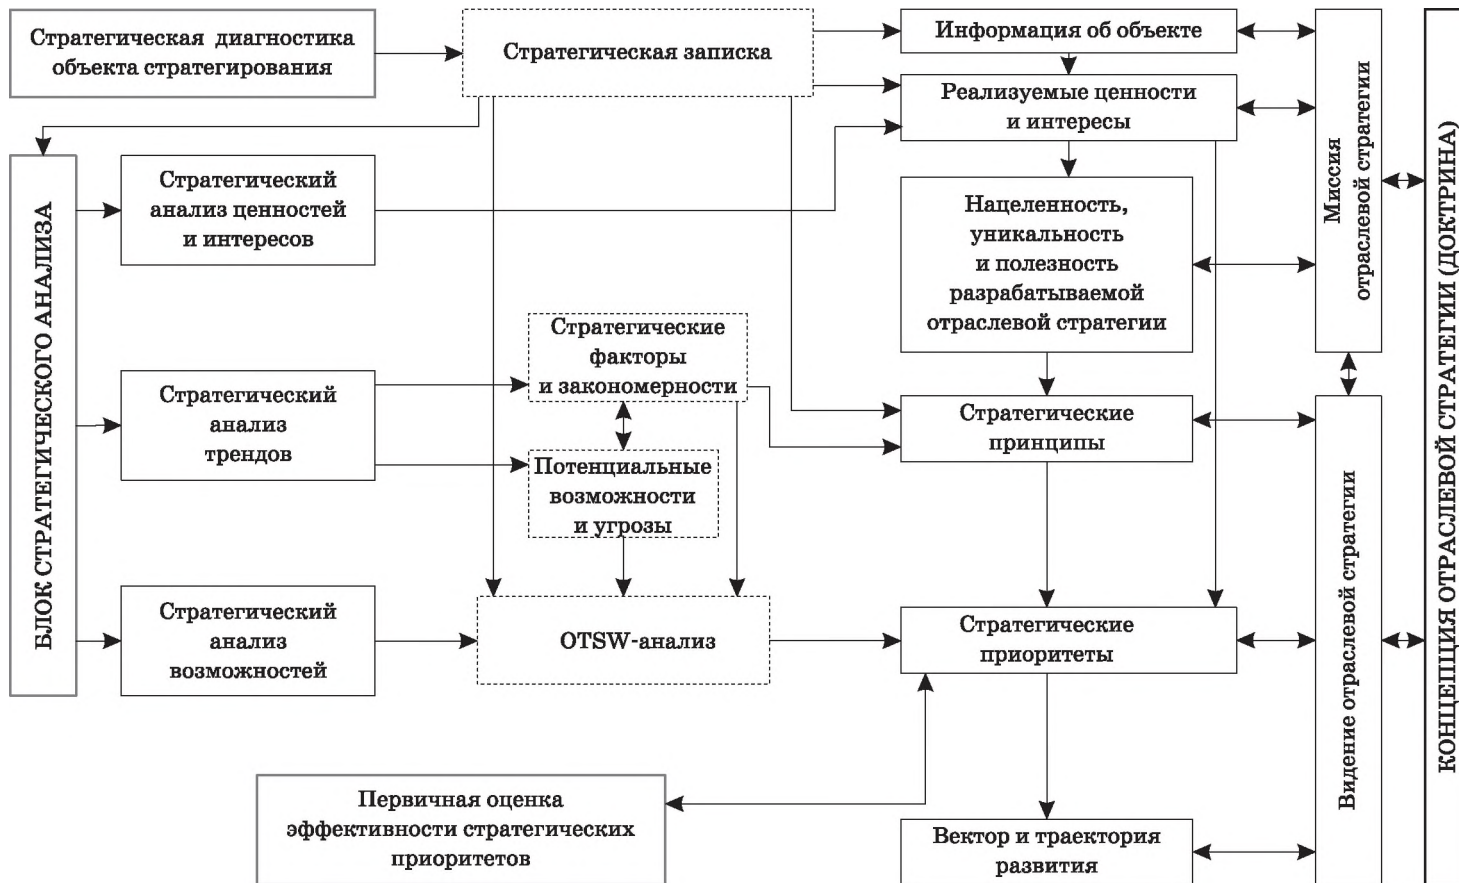 Стратегическая диагностика
объекта стратегирования
Стратегическая записка
Информация об объекте
Реализуемые ценности
и интересы
Нацеленность,
уникальность
и полезность
разрабатываемой
отраслевой стратегии
Миссия
отраслевой стратегии
КОНЦЕПЦИЯ ОТРАСЛЕВОЙ СТРАТЕГИИ (ДОКТРИНА)
БЛОК СТРАТЕГИЧЕСКОГО АНАЛИЗА
Стратегический
анализ ценностей
и интересов
Стратегические
факторы
и закономерности
Стратегический
анализ
трендов
Потенциальные
возможности
и угрозы
Стратегические
принципы
Видение отраслевой стратегии
Стратегический
анализ
возможностей
OTSW-анализ
Стратегические
приоритеты
Первичная оценка
эффективности стратегических
приоритетов
Вектор и траектория
развития